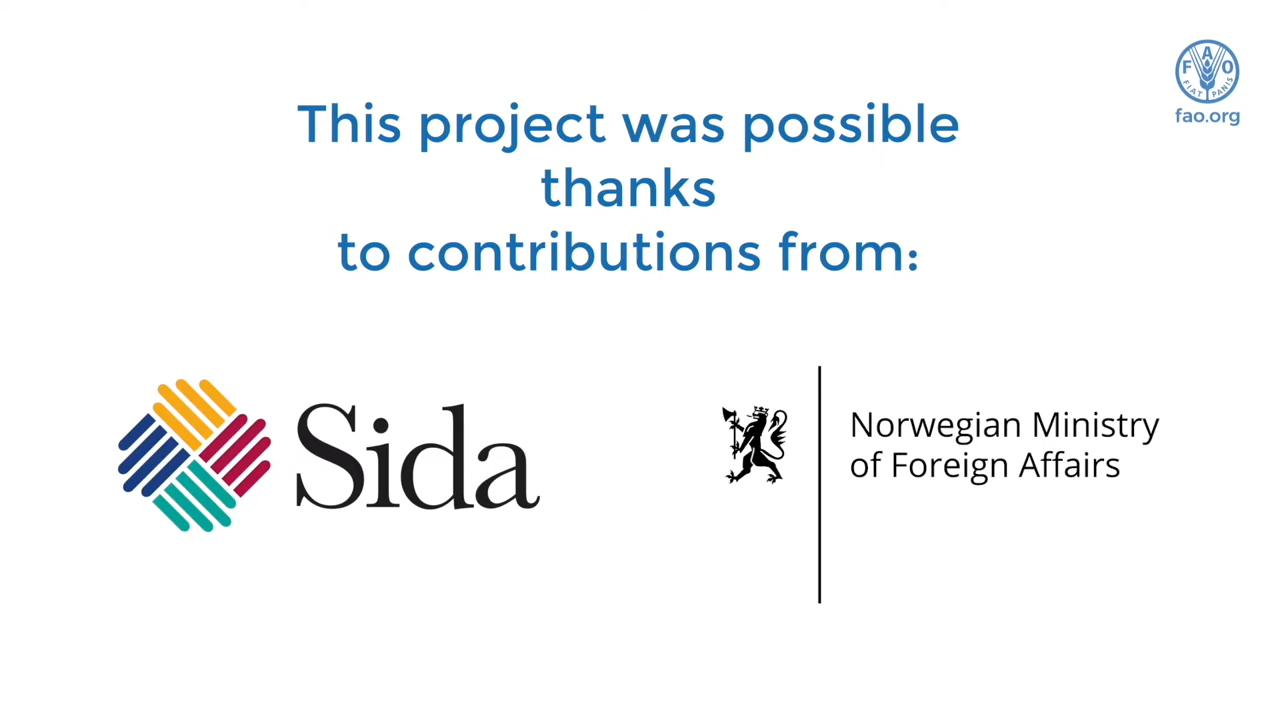 This project was possible
thanks
to contributions from:
FAO
FIAT PANIS
fao.org
Sida
Norwegian Ministry
of Foreign Affairs